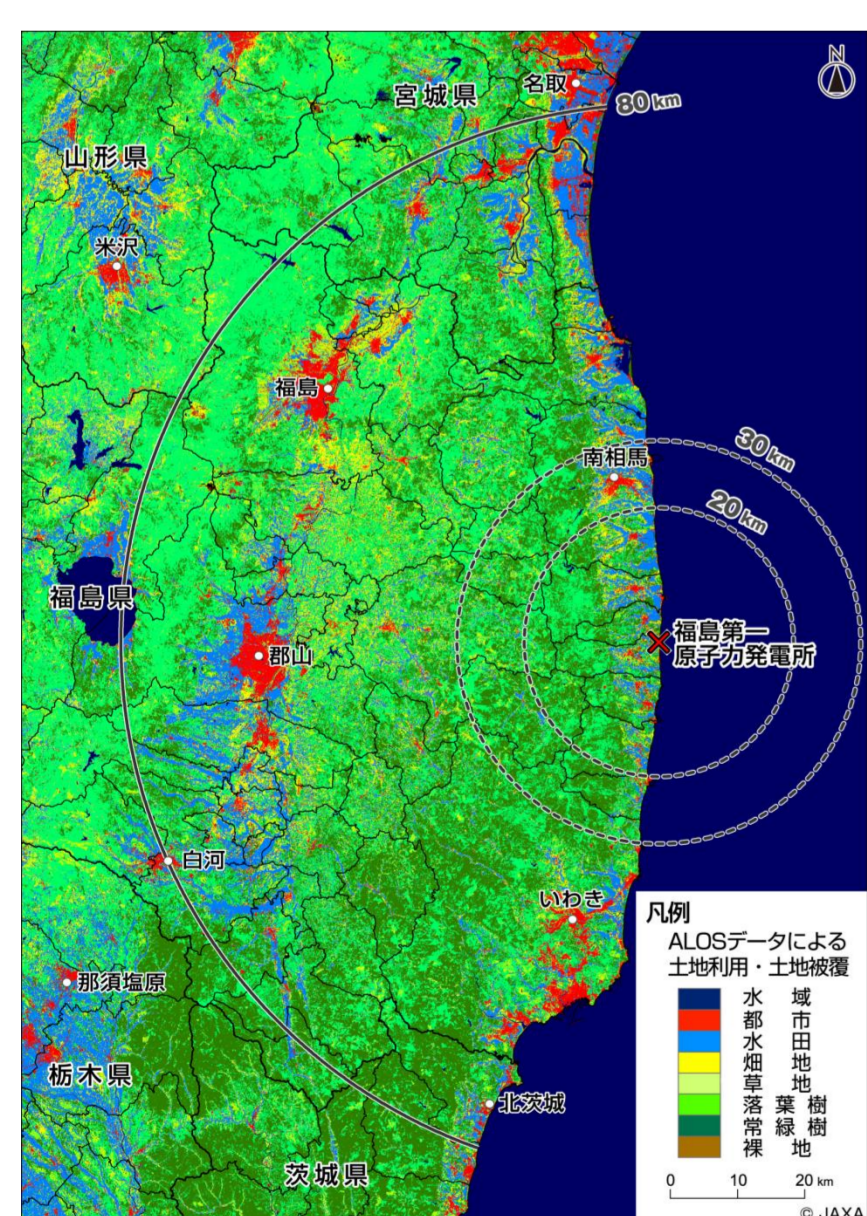 N
宮城県
名取
80 km
山形県
米沢
福島
30 km
南相馬
20 km
福島県
福島第一
原子力発電所
郡山
白河
いわき
那須塩原
栃木県
北茨城
茨城県
凡例
ALOSデータによる
土地利用・土地被覆
水域
都市
水田
畑地
草地
落葉樹
常緑樹
裸地
0 10 20 km
© JAXA